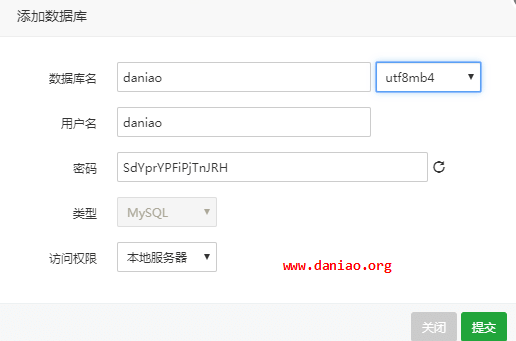 添加数据库
数据库名 daniao utf8mb4
用户名 daniao
密码 SdYprYPFiPjTnJRH
类型 MySQL
访问权限 本地服务器
www.daniao.org
关闭 提交